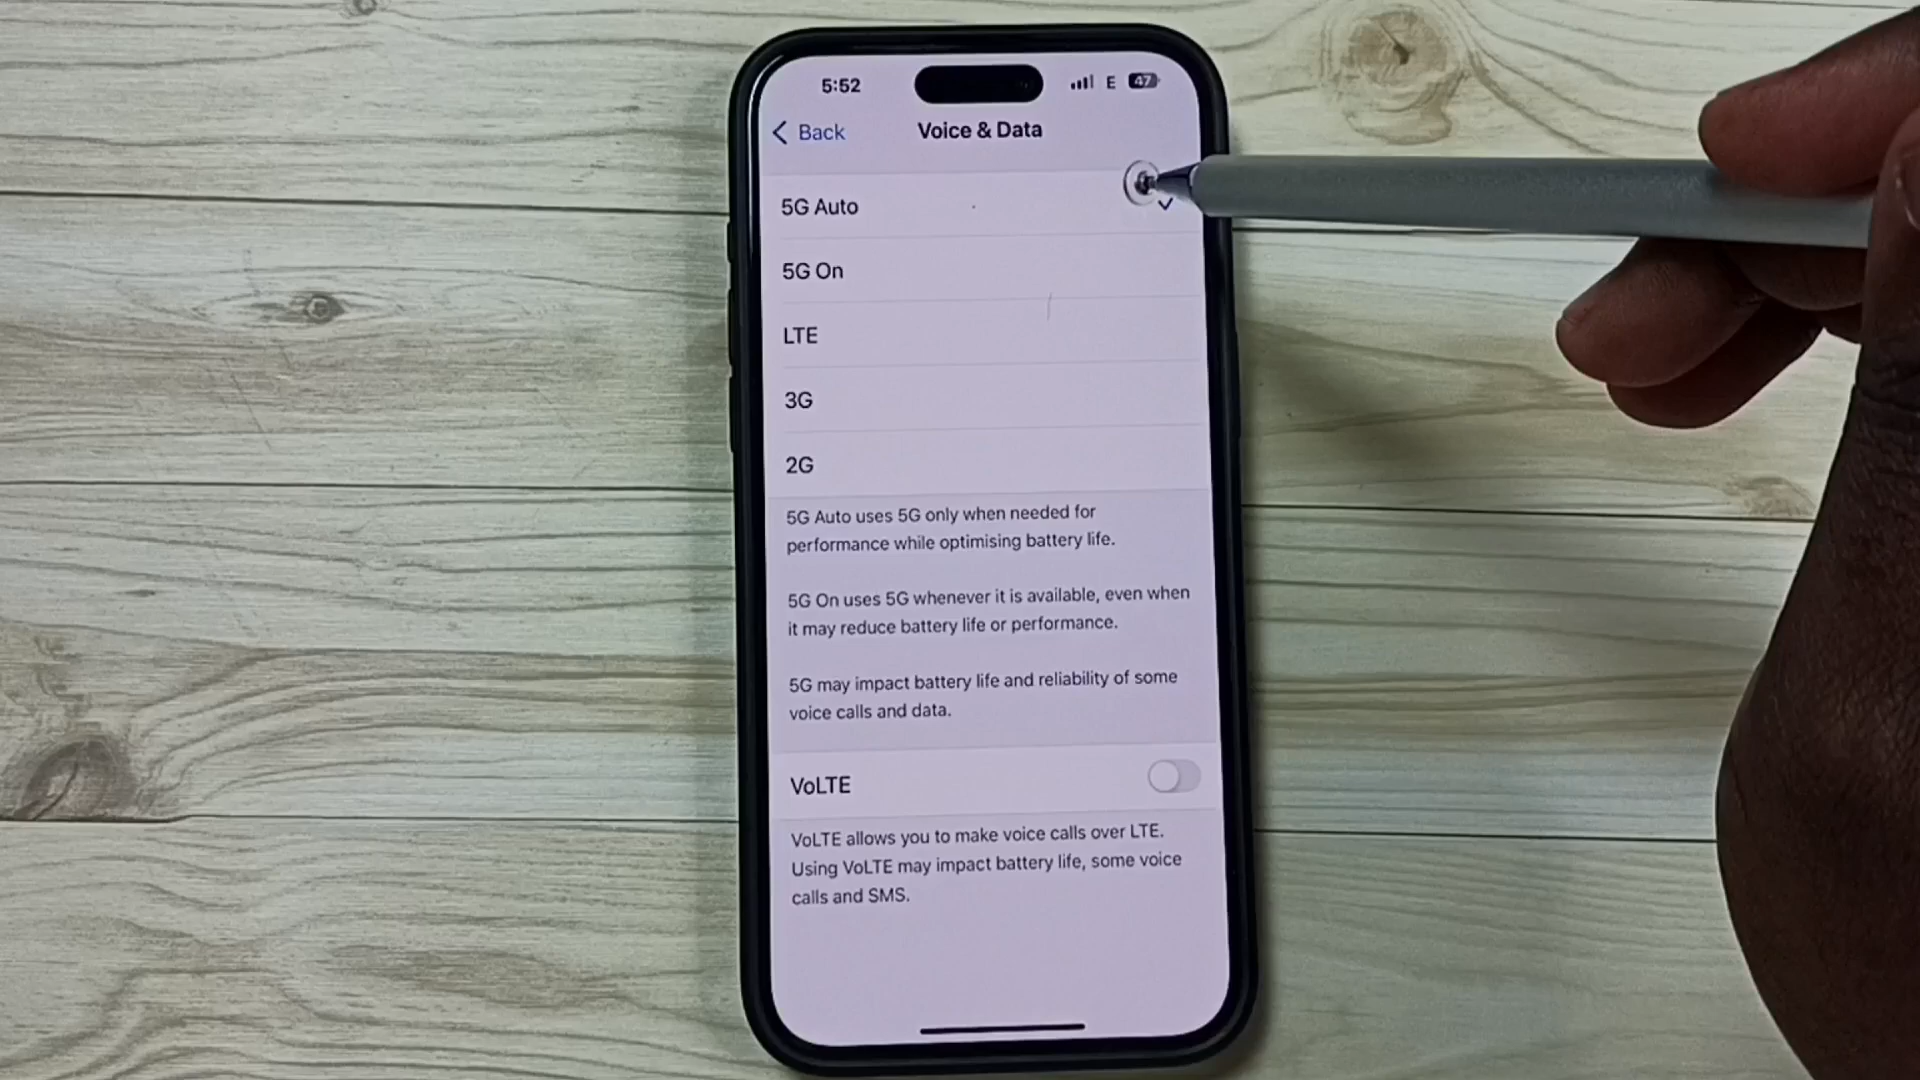 5:52 E 47
Back Voice & Data
5G Auto
5G On
LTE
3G
2G
5G Auto uses 5G only when needed for
performance while optimising battery life.
5G On uses 5G whenever it is available, even when
it may reduce battery life or performance.
5G may impact battery life and reliability of some
voice calls and data.
VoLTE
VoLTE allows you to make voice calls over LTE.
Using VoLTE may impact battery life, some voice
calls and SMS.